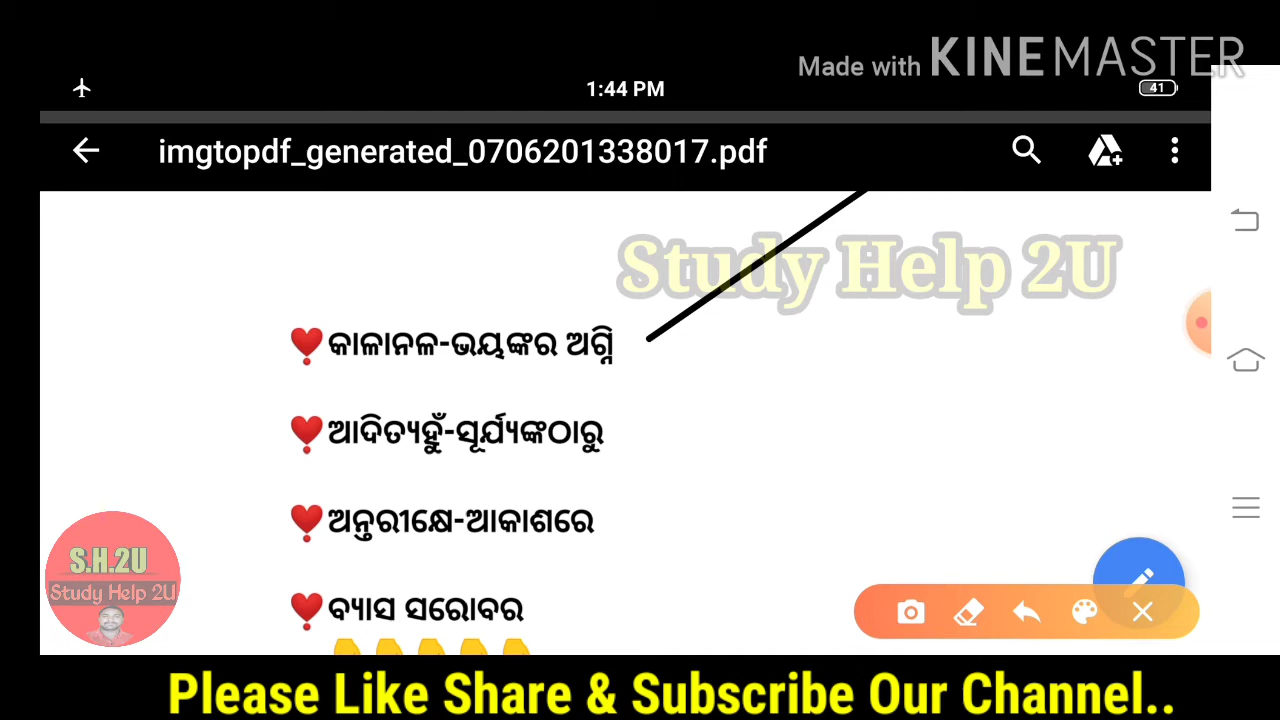 Made with KINEMASTER
1:44 PM
41
imgtopdf_generated_0706201338017.pdf
Study Help 2U
❣କାଳାନଳ-ଭୟଙ୍କର ଅଗ୍ନି
❣ଆଦିତ୍ୟହୁଁ-ସୂର୍ଯ୍ୟଙ୍କଠାରୁ
❣ଅନ୍ତରୀକ୍ଷେ-ଆକାଶରେ
❣ବ୍ୟାସ ସରୋବର
S.H.2U
Study Help 2U
Please Like Share & Subscribe Our Channel..